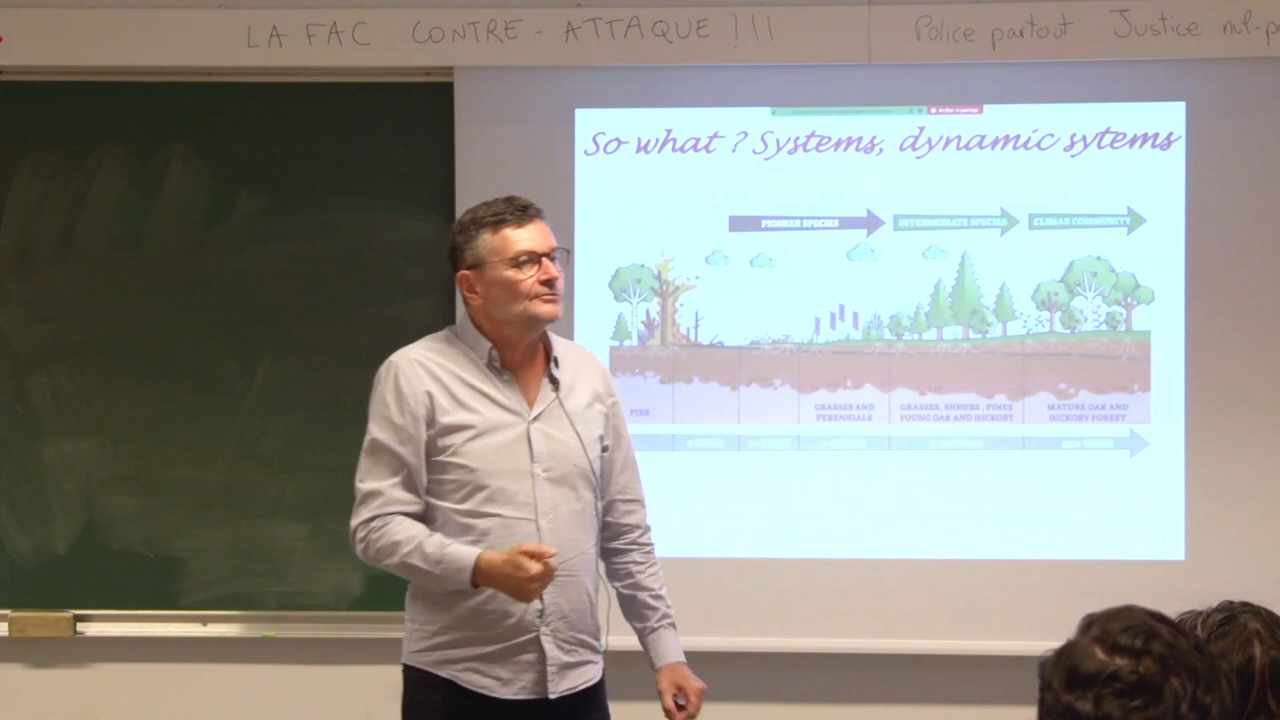 LA FAC CONTRE-ATTAQUE !!!
Police partout Justice nul-p
So what ? Systems, dynamic sytems
PIONEER SPECIES
INTERMEDIATE SPECIES
CLIMAX COMMUNITY
FIRE
GRASSES AND
PERENNIALS
GRASSES, SHRUBS, PINES
YOUNG OAK AND HICKORY
MATURE OAK AND
HICKORY FOREST